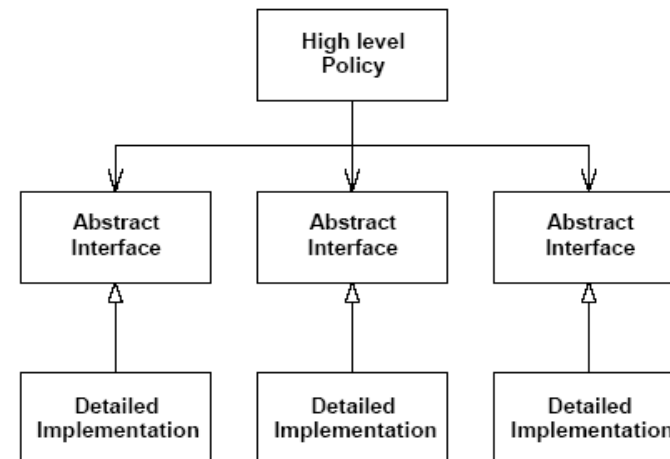 High level
Policy
Abstract
Interface
Abstract
Interface
Abstract
Interface
Detailed
Implementation
Detailed
Implementation
Detailed
Implementation